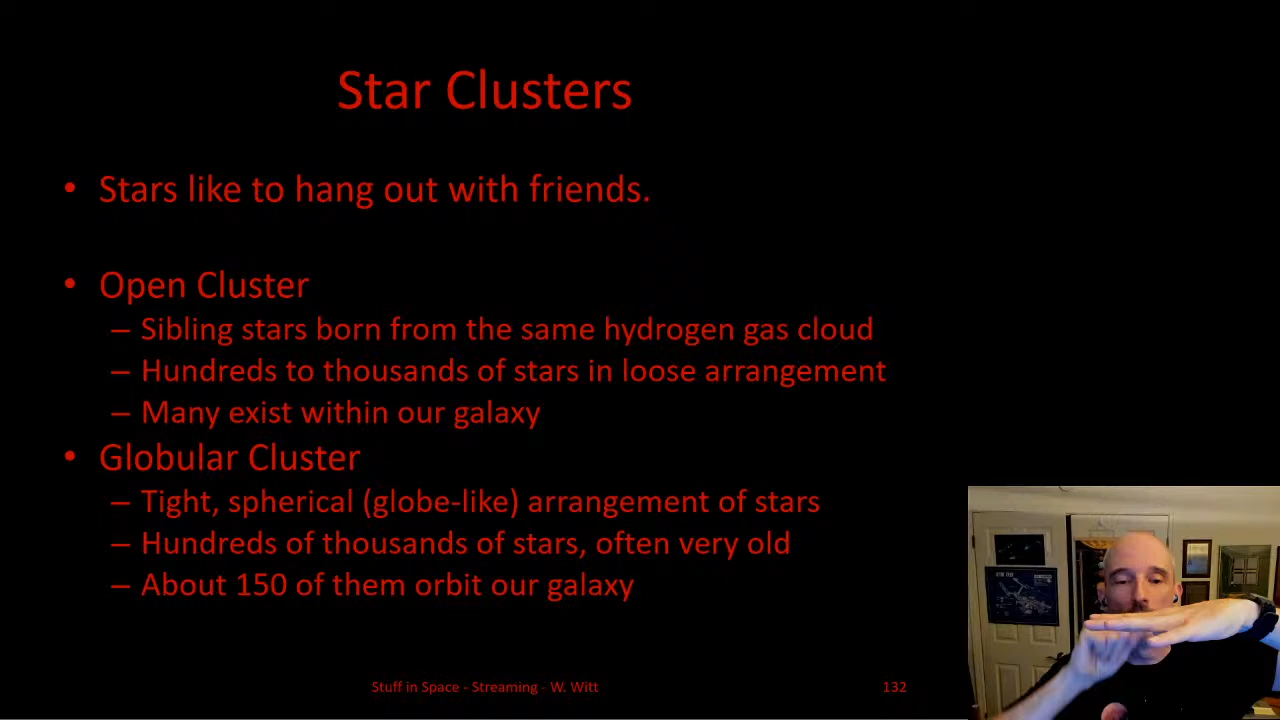 Star Clusters
• Stars like to hang out with friends.
• Open Cluster
– Sibling stars born from the same hydrogen gas cloud
– Hundreds to thousands of stars in loose arrangement
– Many exist within our galaxy
• Globular Cluster
– Tight, spherical (globe-like) arrangement of stars
– Hundreds of thousands of stars, often very old
– About 150 of them orbit our galaxy
Stuff in Space - Streaming - W. Witt
132